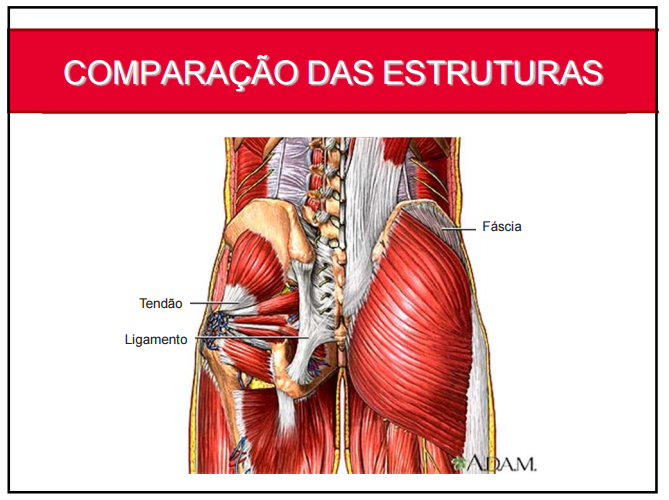 COMPARAÇÃO DAS ESTRUTURAS
Fáscia
Tendão
Ligamento
A.D.A.M.